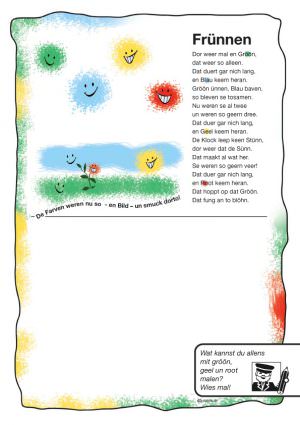 Frünnen
Dor weer mal en Gröön,
dat weer so alleen.
Dat duert gar nich lang,
en Blau keem heran.
Gröön ünnen, Blau baven,
so bleven se tosamen.
Nu weren se al twee
un weren so geern dree.
Dat duer gar nich lang,
en Geel keem heran.
De Klock leep keen Stünn,
dor weer dat de Sünn.
Dat maakt al wat her.
Se weren so geern veer!
Dat duer gar nich lang,
en Root keem heran.
Dat hoppt op dat Gröön.
Dat fung an to blöhn.
~ De Farven weren nu so - en Bild – un smuck dorto!
Wat kannst du allens
mit gröön,
geel un root
malen?
Wies mal!